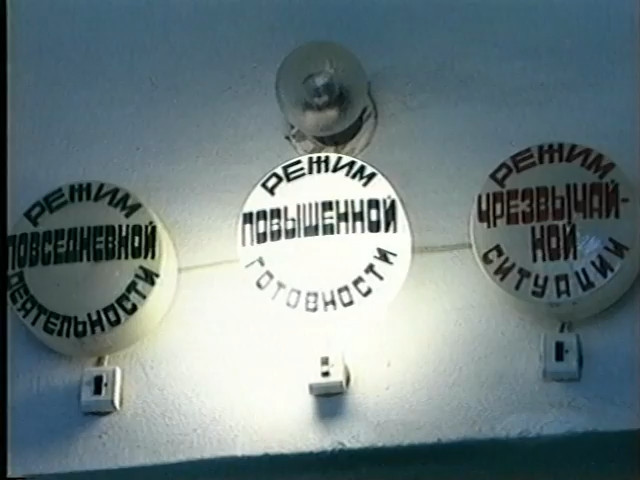 РЕЖИМ
ПОВСЕДНЕВНОЙ
ДЕЯТЕЛЬНОСТИ
РЕЖИМ
ПОВЫШЕННОЙ
ГОТОВНОСТИ
РЕЖИМ
ЧРЕЗВЫЧАЙ-
НОЙ
СИТУАЦИИ